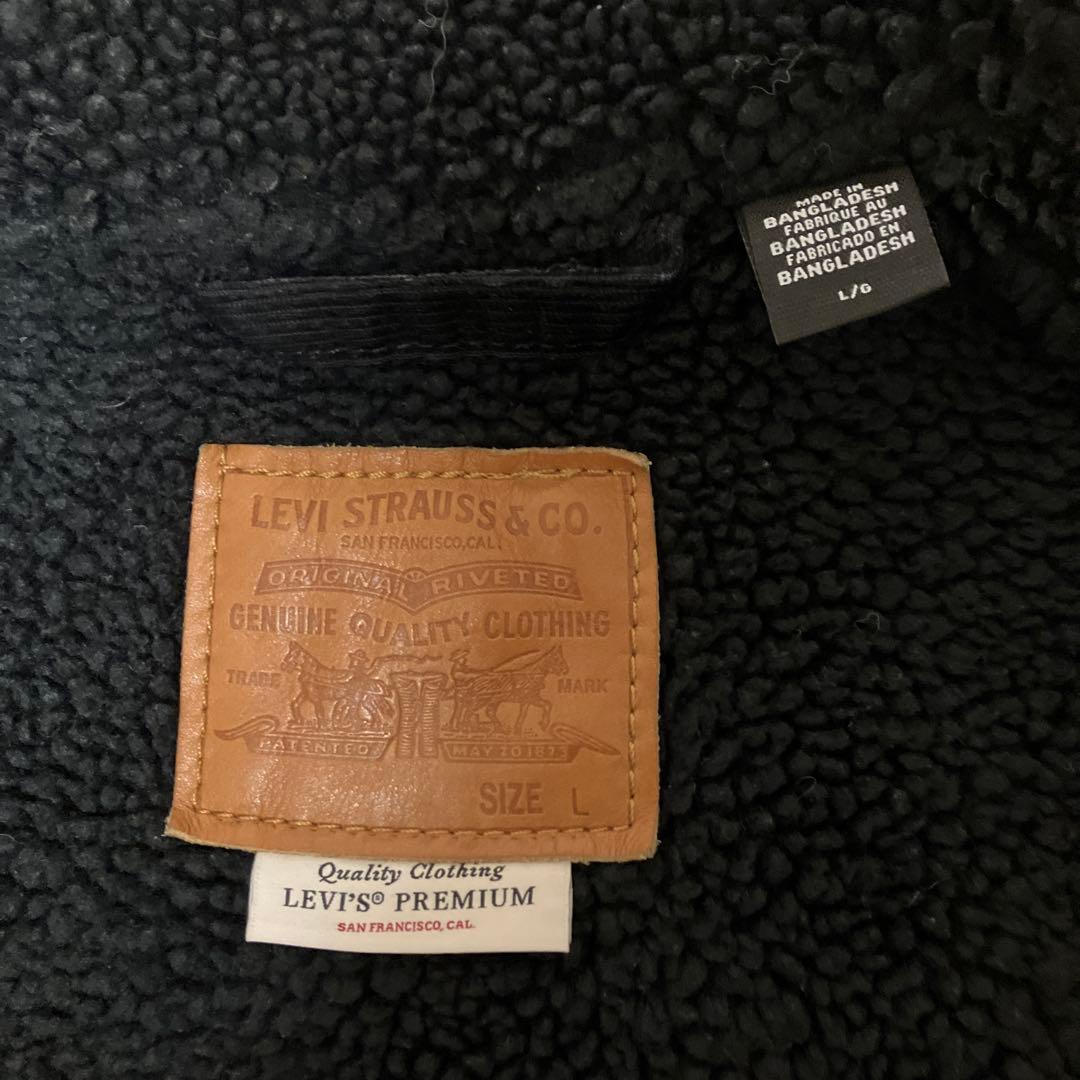 MADE IN
BANGLADESH
FABRIQUE AU
BANGLADESH
FABRICADO EN
BANGLADESH
L/G
LEVI STRAUSS & CO.
SAN FRANCISCO, CAL.
ORIGINAL RIVETED
GENUINE QUALITY CLOTHING
TRADE MARK
PATENTED MAY 20 1873
SIZE L
Quality Clothing
LEVI'S® PREMIUM
SAN FRANCISCO, CAL.